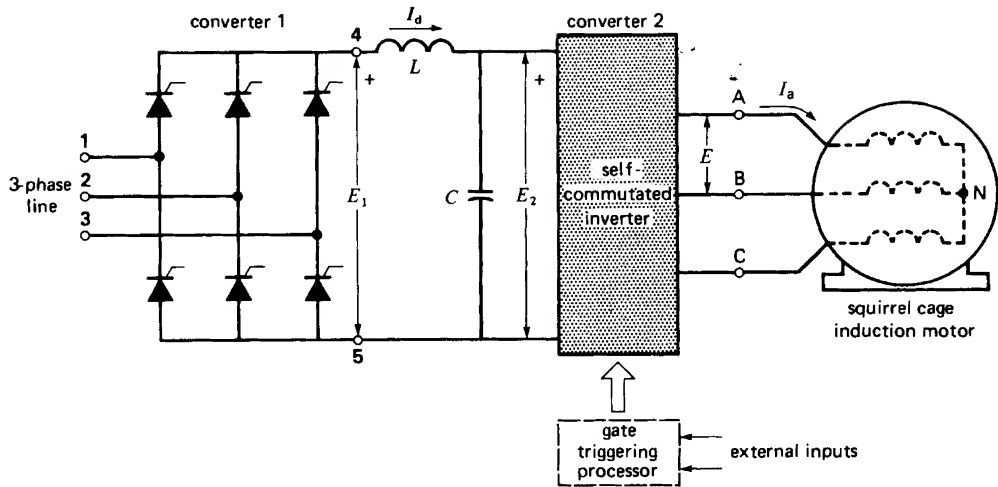 converter 1
I_d
converter 2
4
+
L
+
A
I_a
1
3-phase
line
2
3
E_1
C
E_2
self-
commutated
inverter
E
B
N
C
squirrel cage
induction motor
5
gate
triggering
processor
external inputs